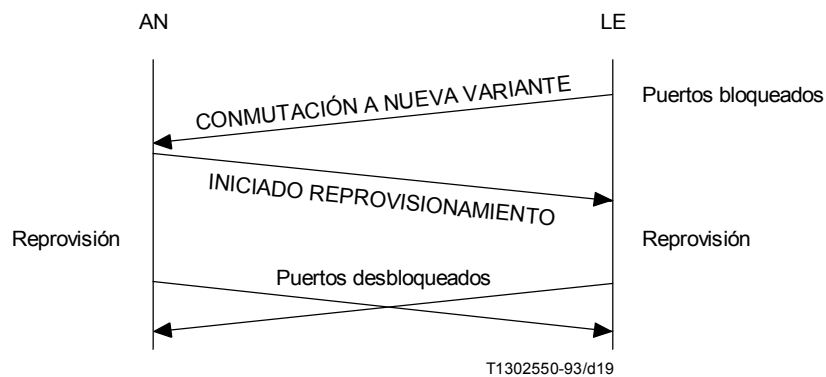 AN
LE
CONMUTACIÓN A NUEVA VARIANTE
Puertos bloqueados
INICIADO REPROVISIONAMIENTO
Reprovisión
Reprovisión
Puertos desbloqueados
T1302550-93/d19